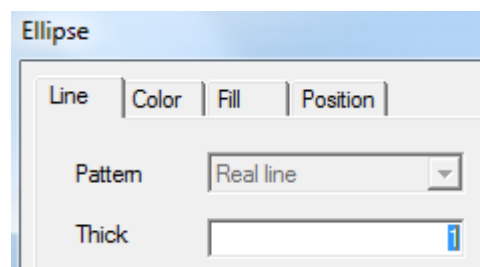 Ellipse
Line Color Fill Position
Pattern Real line
Thick 1